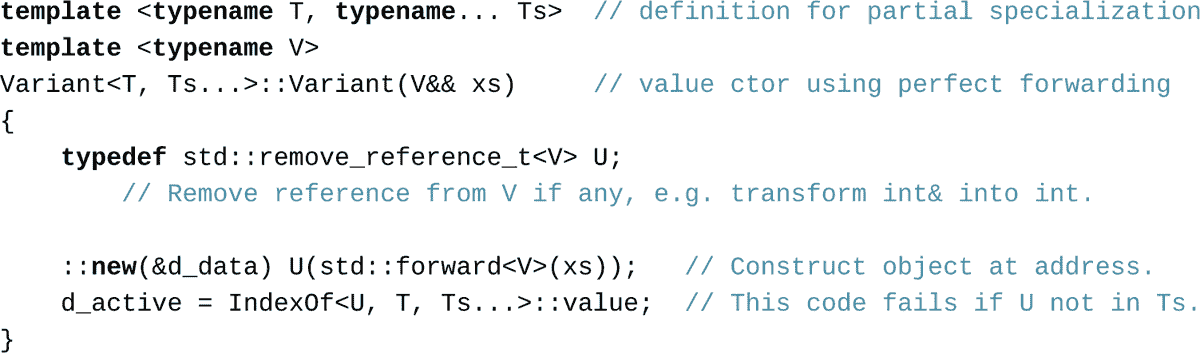 template <typename T, typename... Ts>  // definition for partial specialization
template <typename V>
Variant<T, Ts...>::Variant(V&& xs)     // value ctor using perfect forwarding
{
    typedef std::remove_reference_t<V> U;
        // Remove reference from V if any, e.g. transform int& into int.
    ::new(&d_data) U(std::forward<V>(xs));   // Construct object at address.
    d_active = IndexOf<U, T, Ts...>::value;  // This code fails if U not in Ts.
}